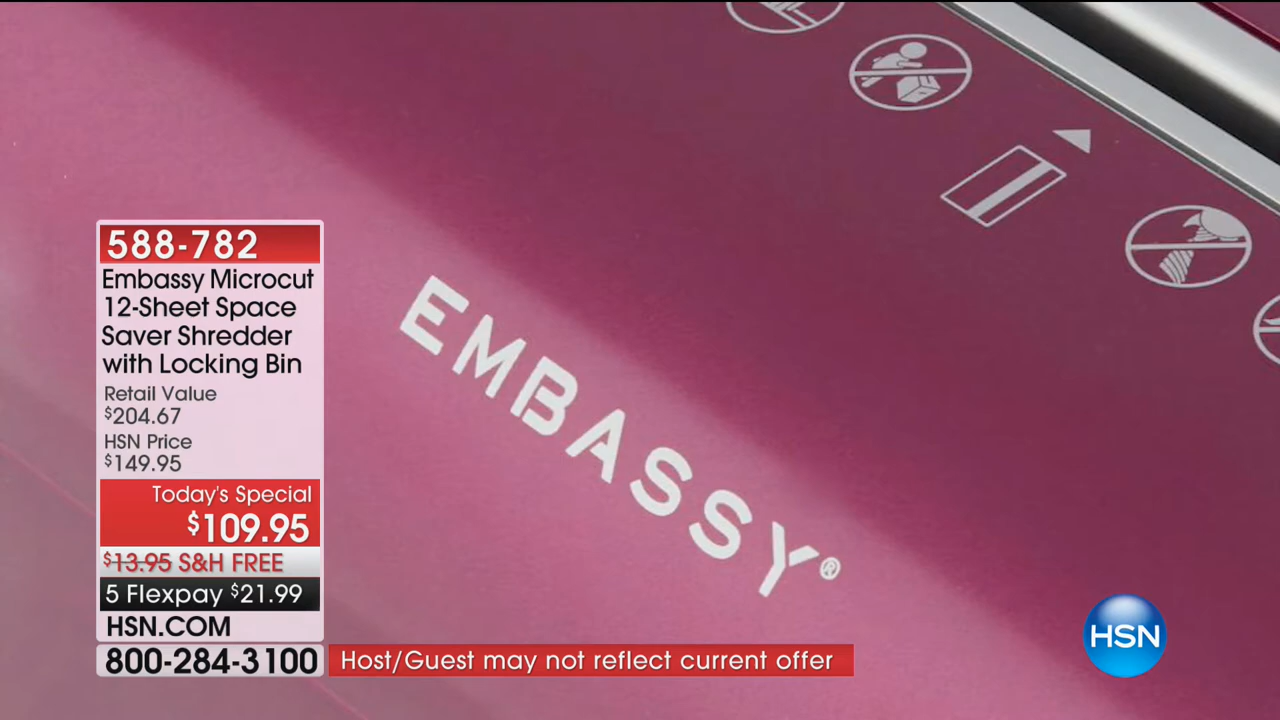 588-782
Embassy Microcut
12-Sheet Space
Saver Shredder
with Locking Bin
Retail Value
$204.67
HSN Price
$149.95
Today's Special
$109.95
$13.95 S&H FREE
5 Flexpay $21.99
HSN.COM
800-284-3100
Host/Guest may not reflect current offer
EMBASSY®
HSN